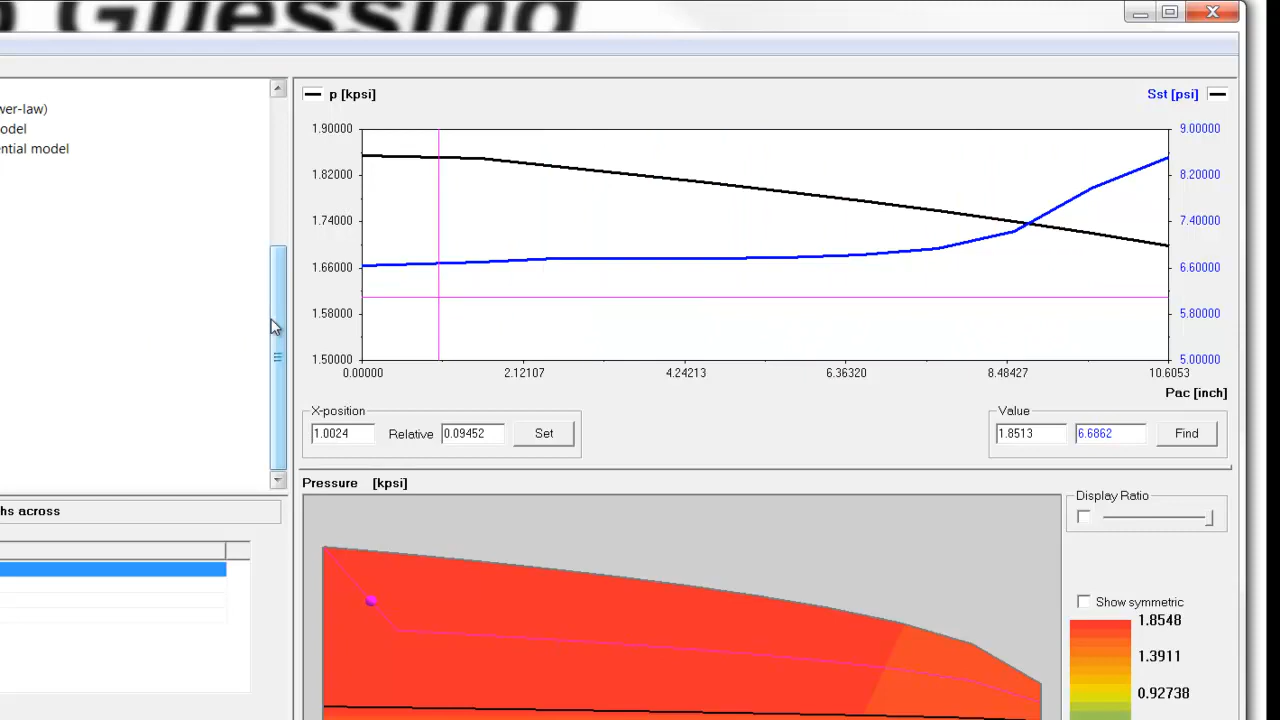 Guessing
wer-law)
odel
ential model
p [kpsi]
Sst [psi]
1.90000
1.82000
1.74000
1.66000
1.58000
1.50000
9.00000
8.20000
7.40000
6.60000
5.80000
5.00000
0.00000
2.12107
4.24213
6.36320
8.48427
10.6053
Pac [inch]
X-position
1.0024
Relative
0.09452
Set
Value
1.8513
6.6862
Find
Pressure [kpsi]
Display Ratio
hs across
Show symmetric
1.8548
1.3911
0.92738